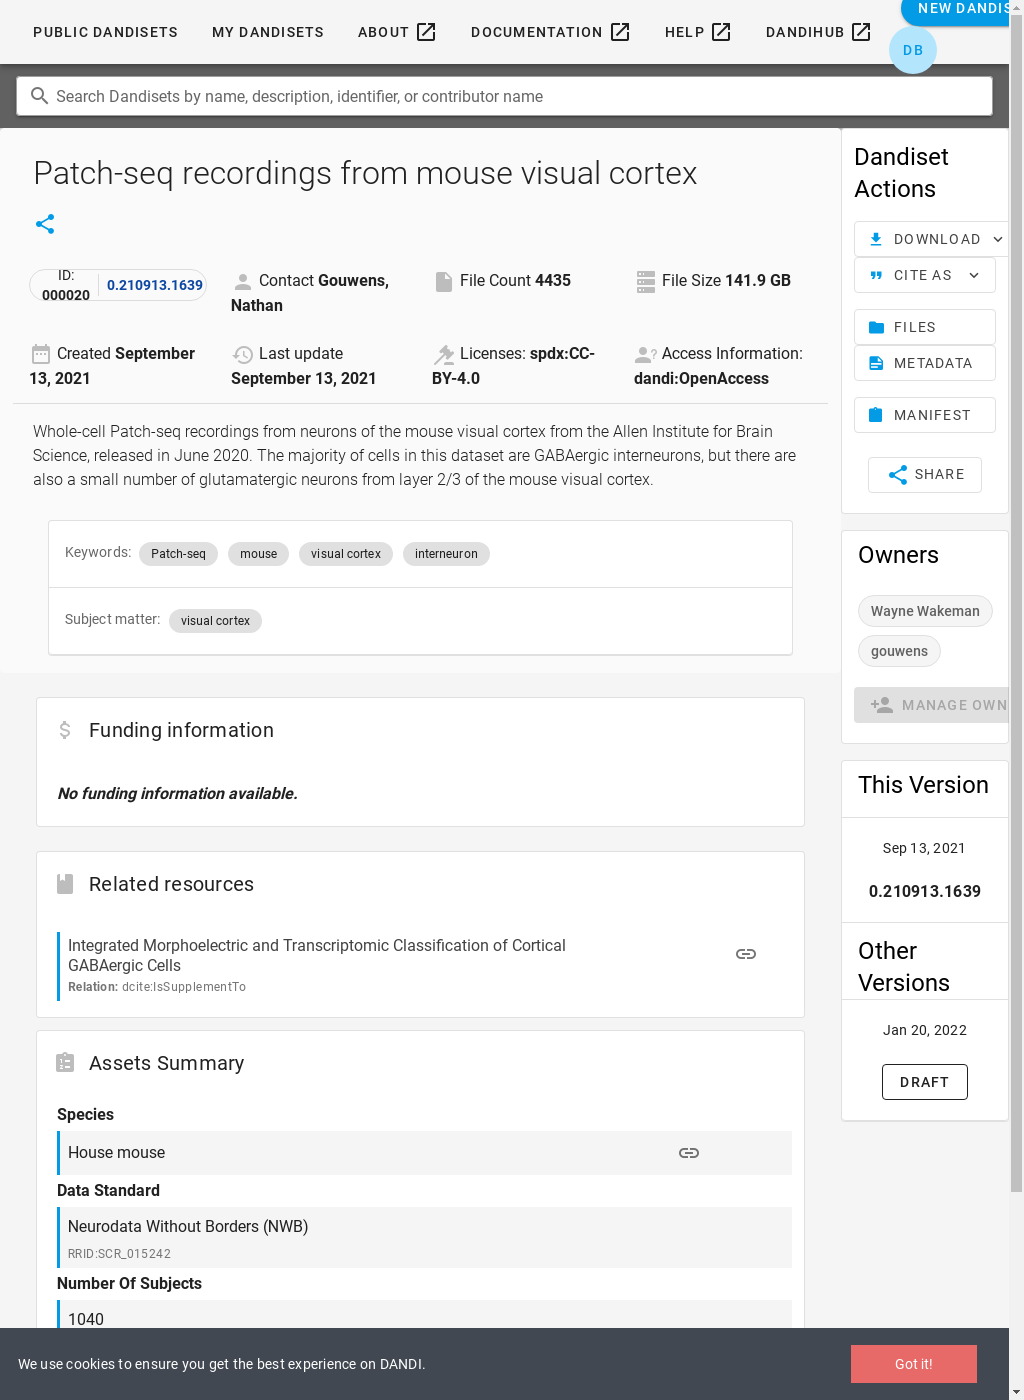 PUBLIC DANDISETS
MY DANDISETS
ABOUT
DOCUMENTATION
HELP
DANDIHUB
NEW DANDIS
DB
Search Dandisets by name, description, identifier, or contributor name
Patch-seq recordings from mouse visual cortex
ID:
000020
0.210913.1639
Contact Gouwens,
Nathan
File Count 4435
File Size 141.9 GB
Created September
13, 2021
Last update
September 13, 2021
Licenses: spdx:CC-
BY-4.0
Access Information:
dandi:OpenAccess
Whole-cell Patch-seq recordings from neurons of the mouse visual cortex from the Allen Institute for Brain
Science, released in June 2020. The majority of cells in this dataset are GABAergic interneurons, but there are
also a small number of glutamatergic neurons from layer 2/3 of the mouse visual cortex.
Keywords: Patch-seq mouse visual cortex interneuron
Subject matter: visual cortex
Funding information
No funding information available.
Related resources
Integrated Morphoelectric and Transcriptomic Classification of Cortical
GABAergic Cells
Relation: dcite:IsSupplementTo
Assets Summary
Species
House mouse
Data Standard
Neurodata Without Borders (NWB)
RRID:SCR_015242
Number Of Subjects
1040
Dandiset
Actions
DOWNLOAD
CITE AS
FILES
METADATA
MANIFEST
SHARE
Owners
Wayne Wakeman
gouwens
MANAGE OWN
This Version
Sep 13, 2021
0.210913.1639
Other
Versions
Jan 20, 2022
DRAFT
We use cookies to ensure you get the best experience on DANDI.
Got it!